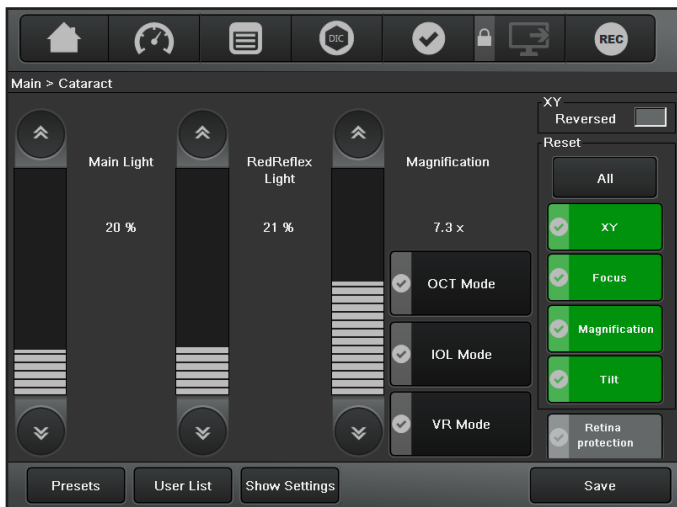 DIC
REC
Main > Cataract
XY
Reversed
Reset
All
Main Light
RedReflex
Light
Magnification
20 %
21 %
7.3 x
XY
OCT Mode
Focus
Magnification
IOL Mode
Tilt
VR Mode
Retina
protection
Presets
User List
Show Settings
Save